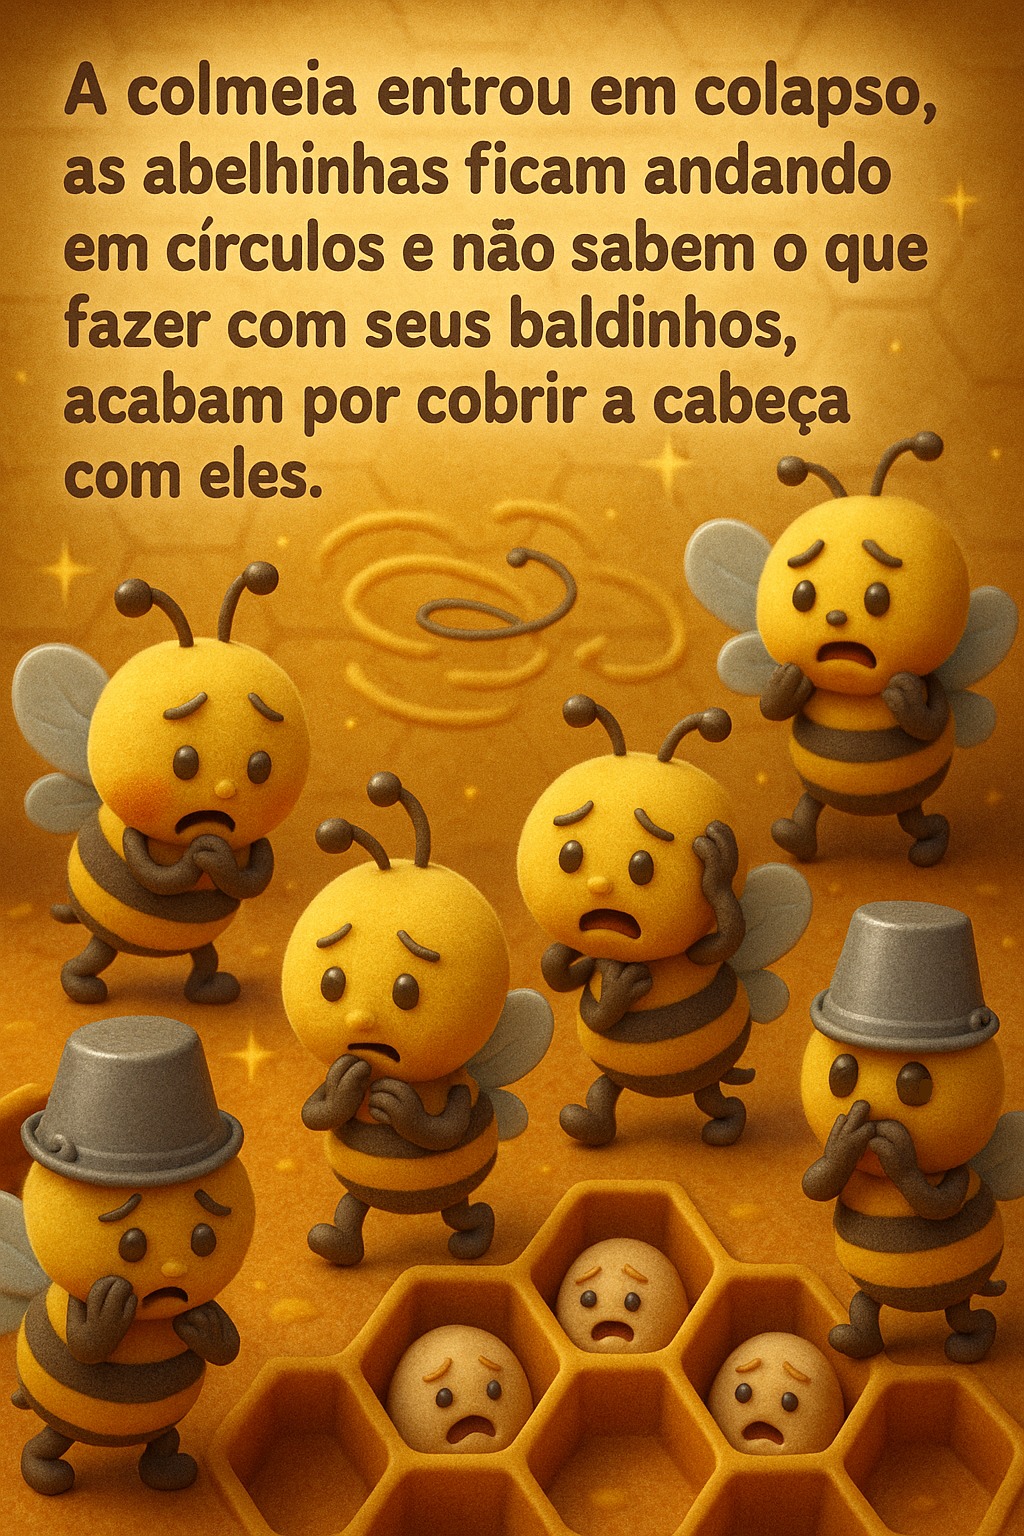 A colmeia entrou em colapso,
as abelhinhas ficam andando
em círculos e não sabem o que
fazer com seus baldinhos,
acabam por cobrir a cabeça
com eles.